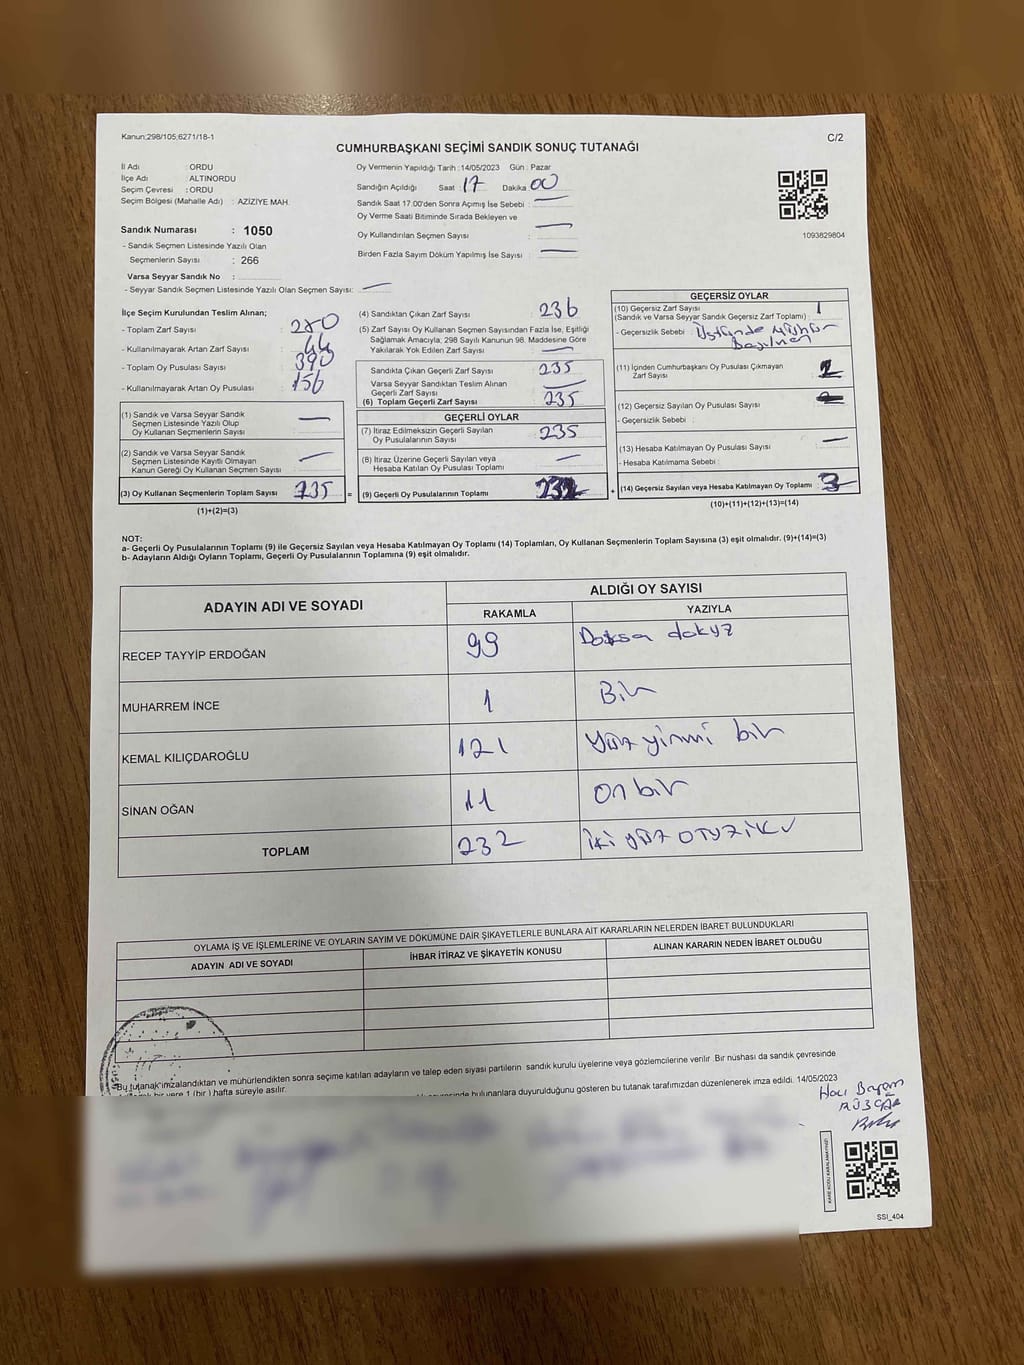 Kanun;298/105,6271/18-1
C/2
CUMHURBAŞKANI SEÇİMİ SANDIK SONUÇ TUTANAĞI
İl Adı : ORDU
İlçe Adı : ALTINORDU
Seçim Çevresi : ORDU
Seçim Bölgesi (Mahalle Adı) : AZİZİYE MAH.
Sandık Numarası : 1050
- Sandık Seçmen Listesinde Yazılı Olan
Seçmenlerin Sayısı : 266
Varsa Seyyar Sandık No :
- Seyyar Sandık Seçmen Listesinde Yazılı Olan Seçmen Sayısı: —
Oy Vermenin Yapıldığı Tarih : 14/05/2023 Gün : Pazar
Sandığın Açıldığı Saat : 17 Dakika : 00
Sandık Saat 17.00'den Sonra Açımış İse Sebebi : —
Oy Verme Saati Bitiminde Sırada Bekleyen ve
Oy Kullandırılan Seçmen Sayısı : —
Birden Fazla Sayım Döküm Yapılmış İse Sayısı : —
1093829804
İlçe Seçim Kurulundan Teslim Alınan;
- Toplam Zarf Sayısı : 280
- Kullanılmayarak Artan Zarf Sayısı : 44
- Toplam Oy Pusulası Sayısı : 390
- Kullanılmayarak Artan Oy Pusulası : 156
(1) Sandık ve Varsa Seyyar Sandık
Seçmen Listesinde Yazılı Olup
Oy Kullanan Seçmenlerin Sayısı —
(2) Sandık ve Varsa Seyyar Sandık
Seçmen Listesinde Kayıtlı Olmayan
Kanun Gereği Oy Kullanan Seçmen Sayısı —
(3) Oy Kullanan Seçmenlerin Toplam Sayısı 235 =
(1)+(2)=(3)
(4) Sandıktan Çıkan Zarf Sayısı : 236
(5) Zarf Sayısı Oy Kullanan Seçmen Sayısından Fazla İse, Eşitliği
Sağlamak Amacıyla; 298 Sayılı Kanunun 98. Maddesine Göre
Yakılarak Yok Edilen Zarf Sayısı : —
Sandıkta Çıkan Geçerli Zarf Sayısı : 235
Varsa Seyyar Sandıktan Teslim Alınan
Geçerli Zarf Sayısı : —
(6) Toplam Geçerli Zarf Sayısı : 235
GEÇERLİ OYLAR
(7) İtiraz Edilmeksizin Geçerli Sayılan
Oy Pusulalarının Sayısı : 235
(8) İtiraz Üzerine Geçerli Sayılan veya
Hesaba Katılan Oy Pusulası Toplamı : —
(9) Geçerli Oy Pusulalarının Toplamı : 232 +
GEÇERSİZ OYLAR
(10) Geçersiz Zarf Sayısı
(Sandık ve Varsa Seyyar Sandık Geçersiz Zarf Toplamı) : 1
- Geçersizlik Sebebi : Üstünde Mühür
Basılması
(11) İçinden Cumhurbaşkanı Oy Pusulası Çıkmayan
Zarf Sayısı : 2
(12) Geçersiz Sayılan Oy Pusulası Sayısı :
- Geçersizlik Sebebi :
(13) Hesaba Katılmayan Oy Pusulası Sayısı : —
- Hesaba Katılmama Sebebi :
(14) Geçersiz Sayılan veya Hesaba Katılmayan Oy Toplamı : 3
(10)+(11)+(12)+(13)=(14)
NOT:
a- Geçerli Oy Pusulalarının Toplamı (9) ile Geçersiz Sayılan veya Hesaba Katılmayan Oy Toplamı (14) Toplamları, Oy Kullanan Seçmenlerin Toplam Sayısına (3) eşit olmalıdır. (9)+(14)=(3)
b- Adayların Aldığı Oyların Toplamı, Geçerli Oy Pusulalarının Toplamına (9) eşit olmalıdır.
ADAYIN ADI VE SOYADI
ALDIĞI OY SAYISI
RAKAMLA YAZIYLA
RECEP TAYYİP ERDOĞAN 99 Doksa dokuz
MUHARREM İNCE 1 Bir
KEMAL KILIÇDAROĞLU 121 yüz yirmi bir
SİNAN OĞAN 11 On bir
TOPLAM 232 İki yüz otuz iki
OYLAMA İŞ VE İŞLEMLERİNE VE OYLARIN SAYIM VE DÖKÜMÜNE DAİR ŞİKAYETLERLE BUNLARA AİT KARARLARIN NELERDEN İBARET BULUNDUKLARI
ADAYIN ADI VE SOYADI İHBAR İTİRAZ VE ŞİKAYETİN KONUSU ALINAN KARARIN NEDEN İBARET OLDUĞU
Bu tutanak imzalandıktan ve mühürlendikten sonra seçime katılan adayların ve talep eden siyasi partilerin sandık kurulu üyelerine veya gözlemcilerine verilir. Bir nüshası da sandık çevresinde
bir yere 1 (bir) hafta süreyle asılır.
bulunanlara duyurulduğunu gösteren bu tutanak tarafımızdan düzenlenerek imza edildi. 14/05/2023
Hacı Bayram
RÜZGAR
KARE KODU KARALAMAYINIZ!
SSI_404